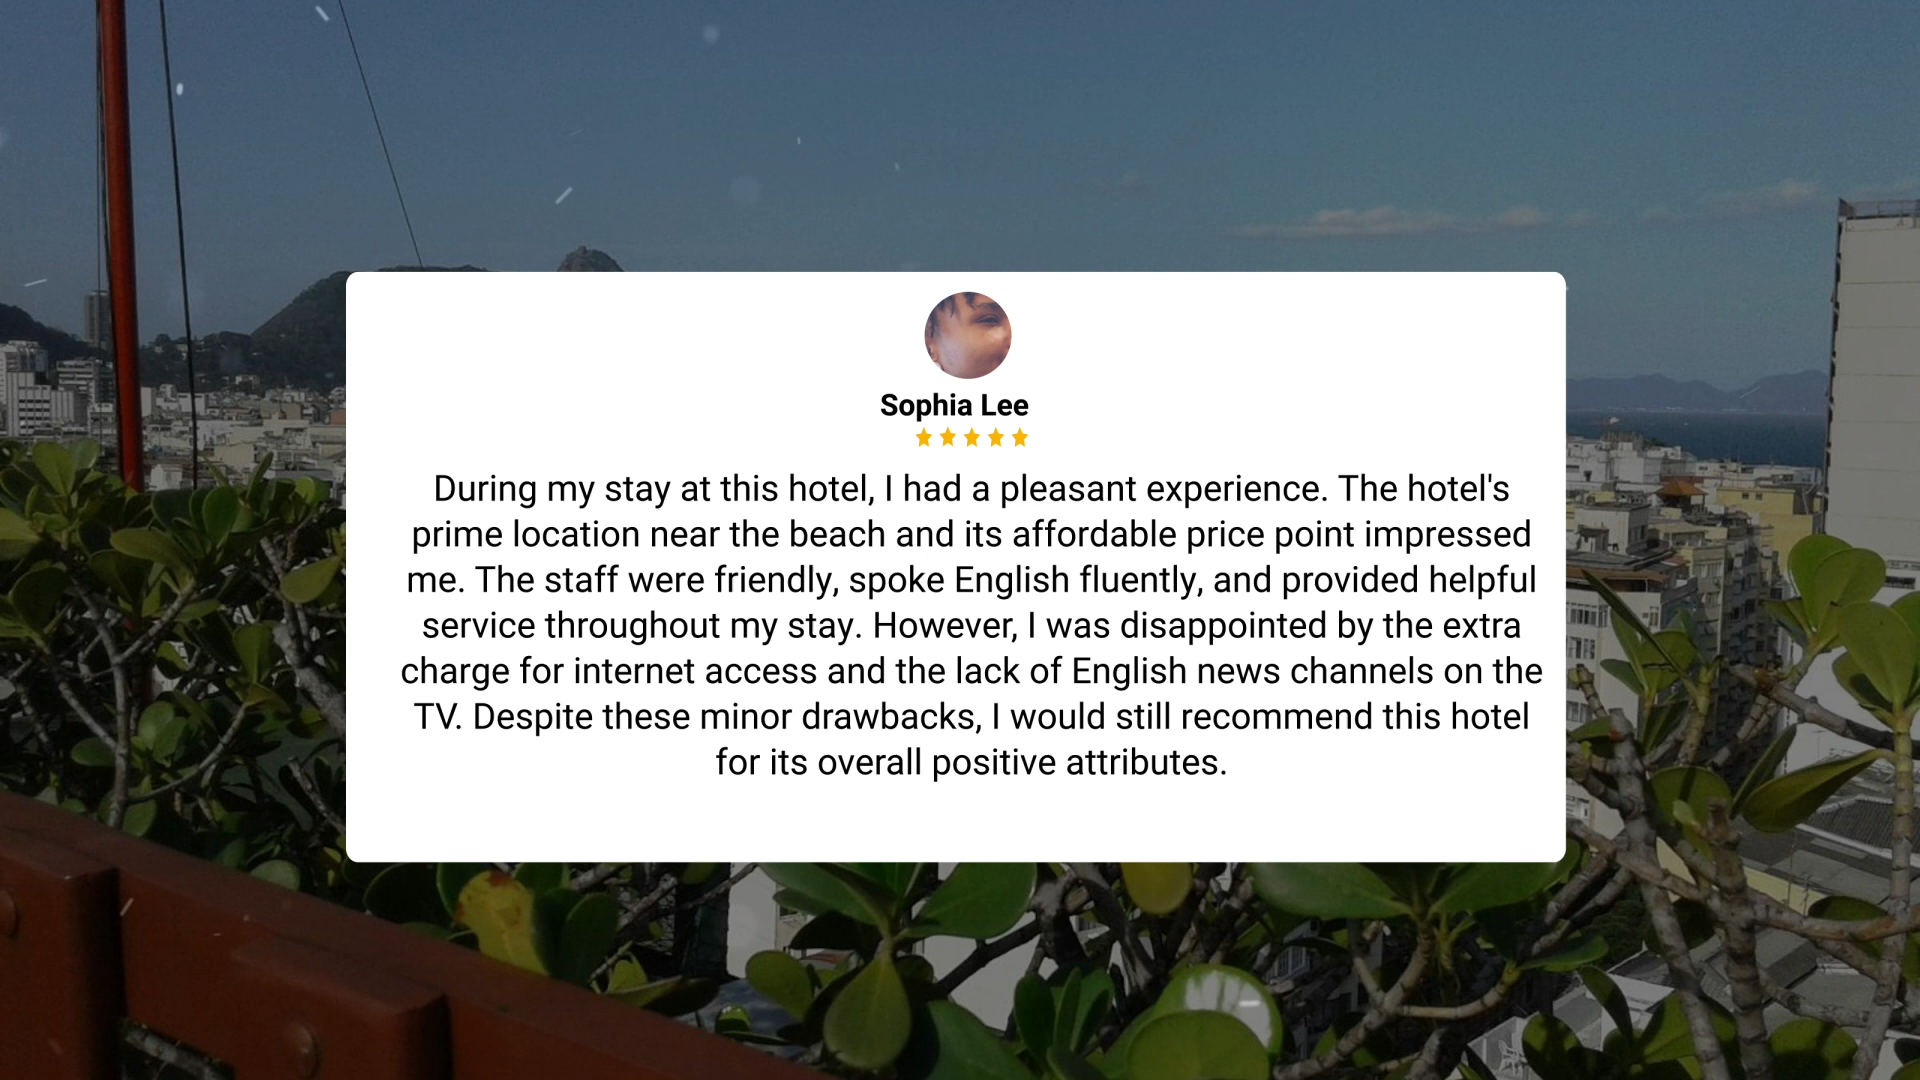 Sophia Lee
During my stay at this hotel, I had a pleasant experience. The hotel's
prime location near the beach and its affordable price point impressed
me. The staff were friendly, spoke English fluently, and provided helpful
service throughout my stay. However, I was disappointed by the extra
charge for internet access and the lack of English news channels on the
TV. Despite these minor drawbacks, I would still recommend this hotel
for its overall positive attributes.